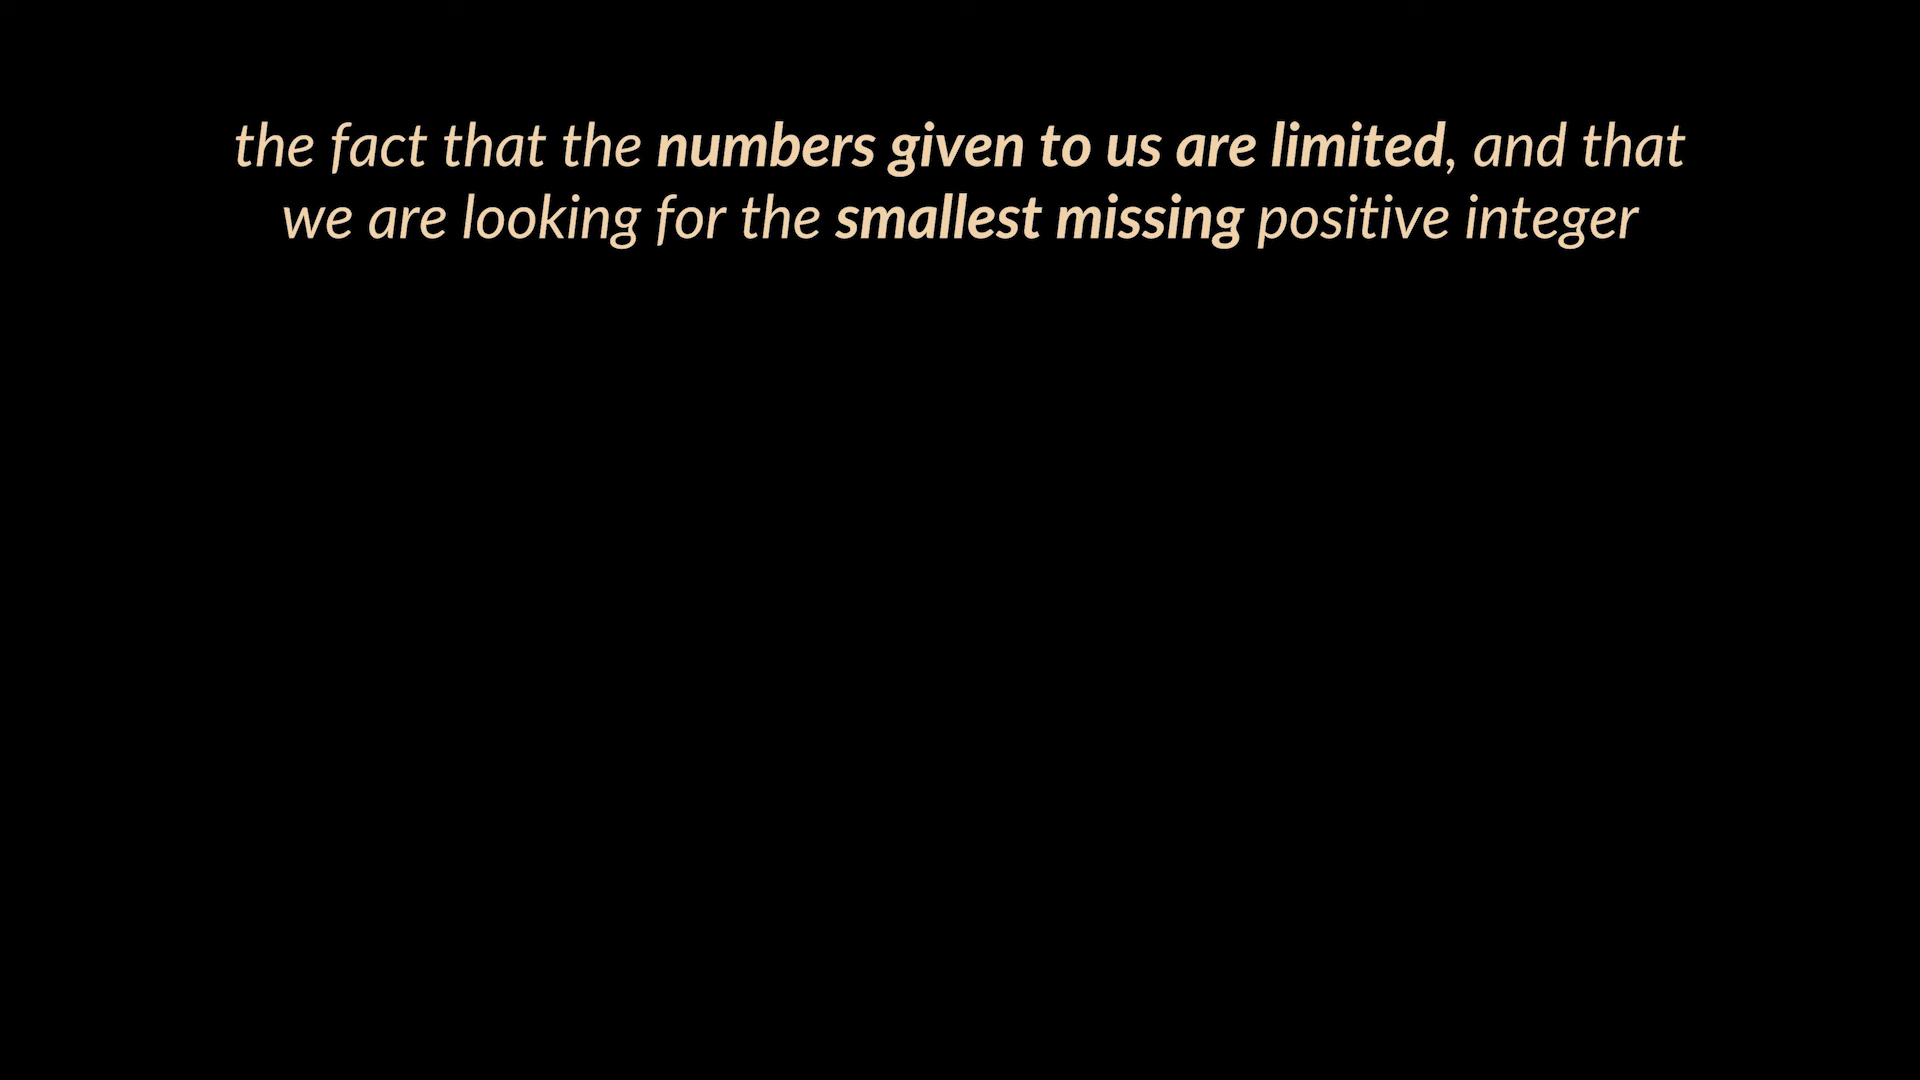 the fact that the numbers given to us are limited, and that
we are looking for the smallest missing positive integer